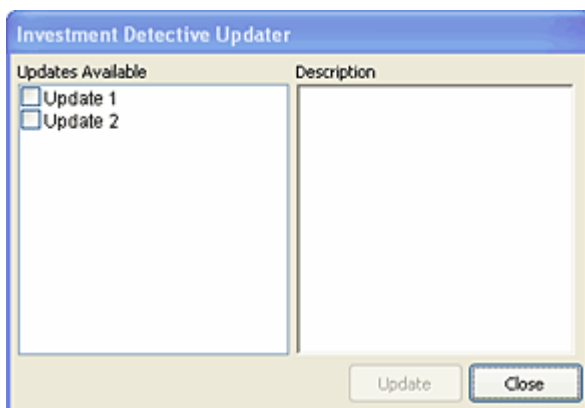 Investment Detective Updater
Updates Available
Description
Update 1
Update 2
Update
Close